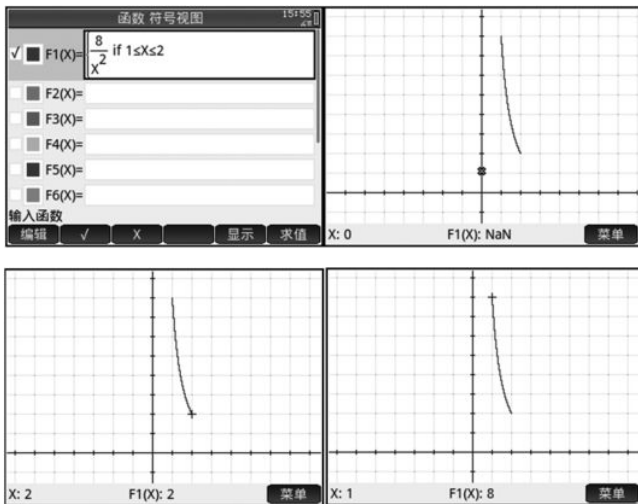 函数 符号视图 15:55
√ F1(X)= 8/X² if 1≤X≤2
F2(X)=
F3(X)=
F4(X)=
F5(X)=
F6(X)=
输入函数
编辑 √ X 显示 求值
X: 0 F1(X): NaN 菜单
X: 2 F1(X): 2 菜单
X: 1 F1(X): 8 菜单